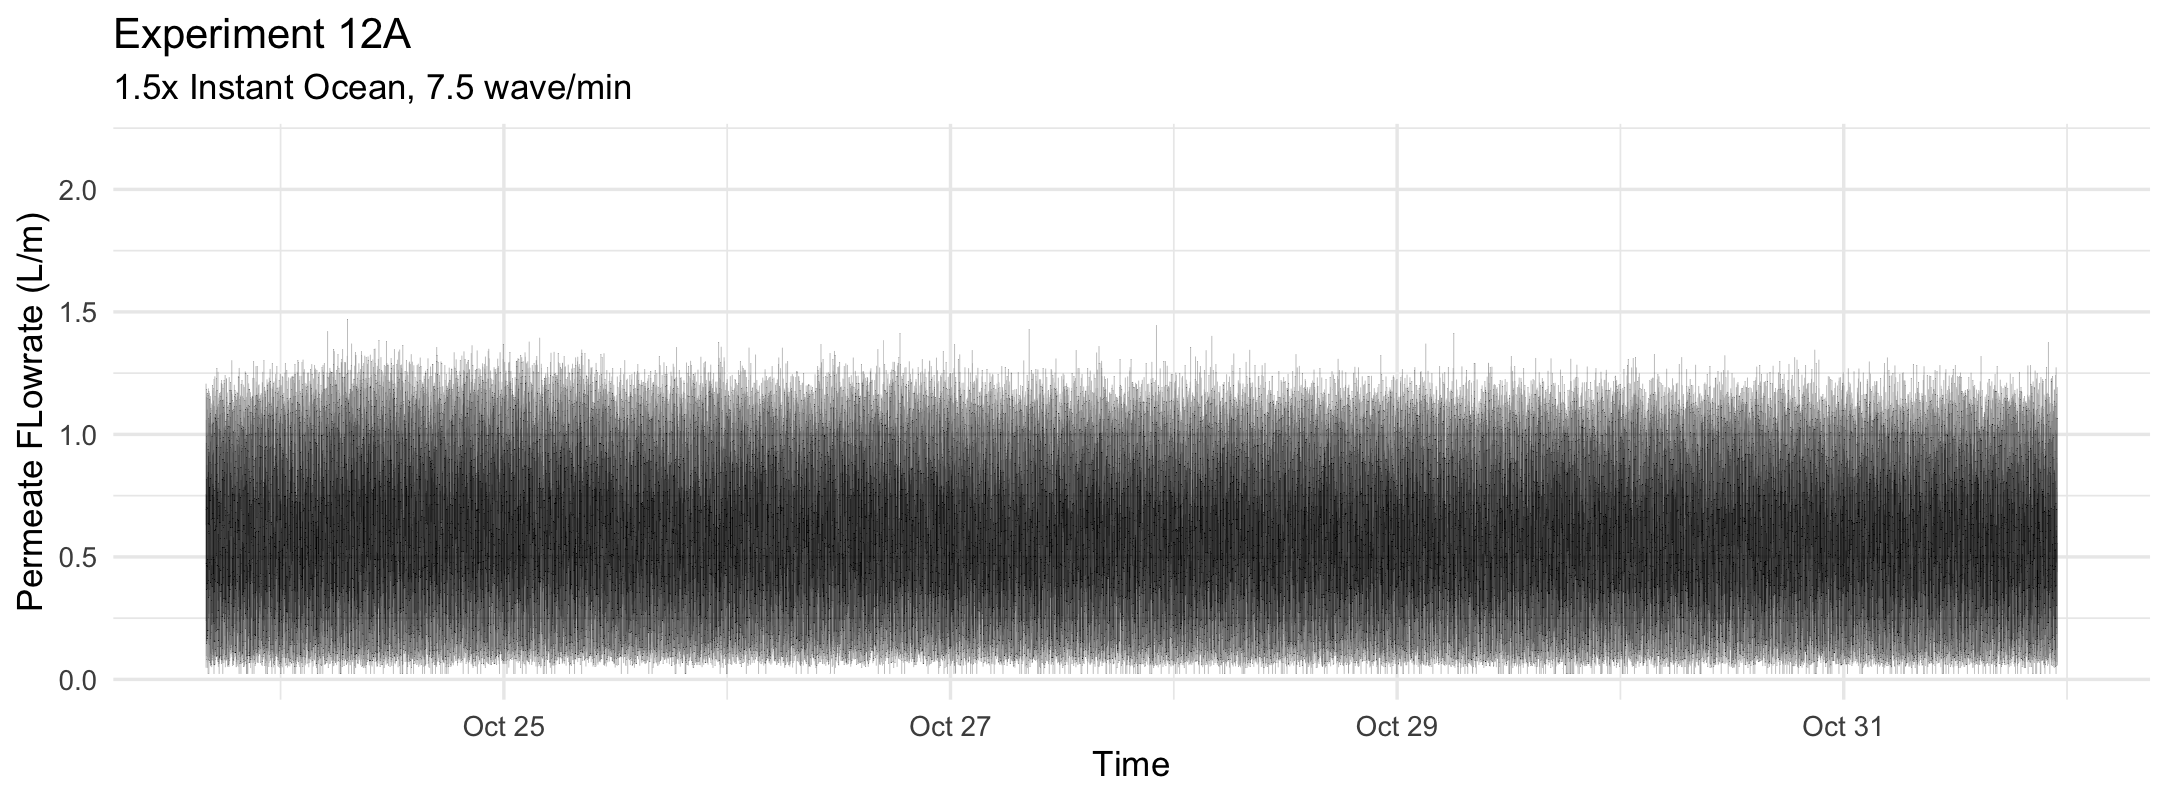 Experiment 12A
1.5x Instant Ocean, 7.5 wave/min
Permeate FLowrate (L/m)
2.0
1.5
1.0
0.5
0.0
Oct 25
Oct 27
Oct 29
Oct 31
Time